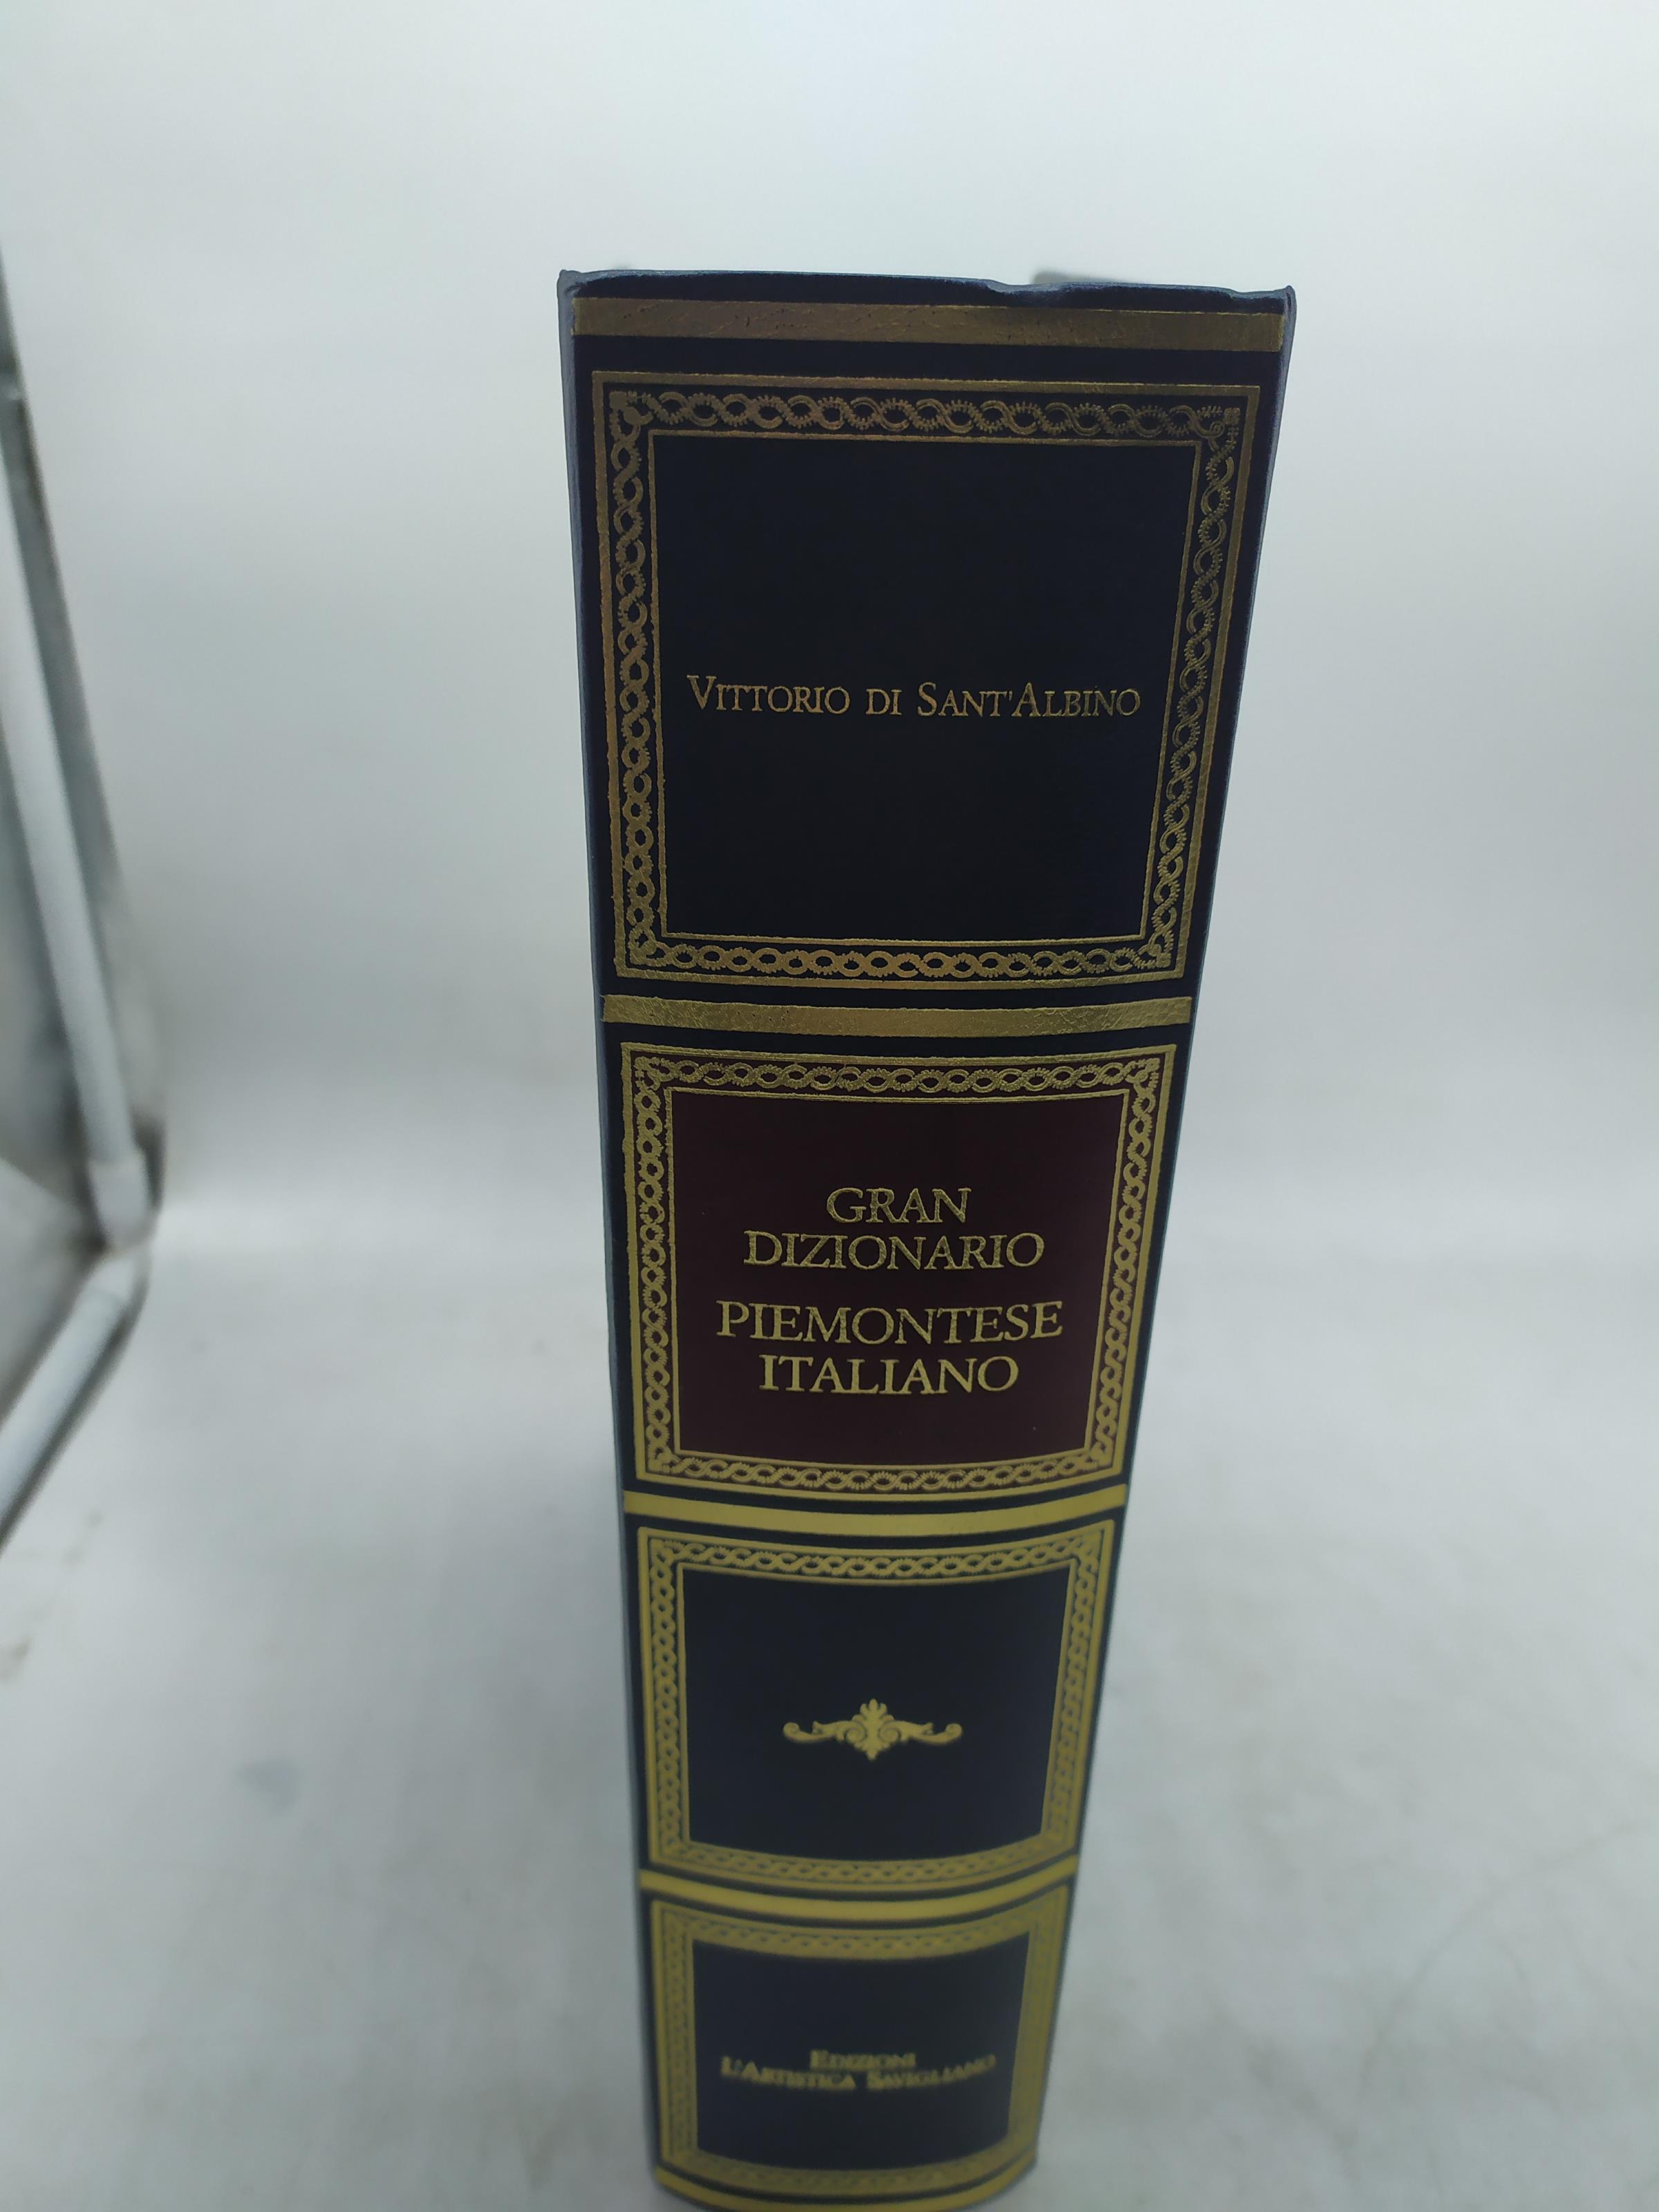 VITTORIO DI SANT'ALBINO
GRAN
DIZIONARIO
PIEMONTESE
ITALIANO
EDIZIONI
L'ARTISTICA SAVIGLIANO